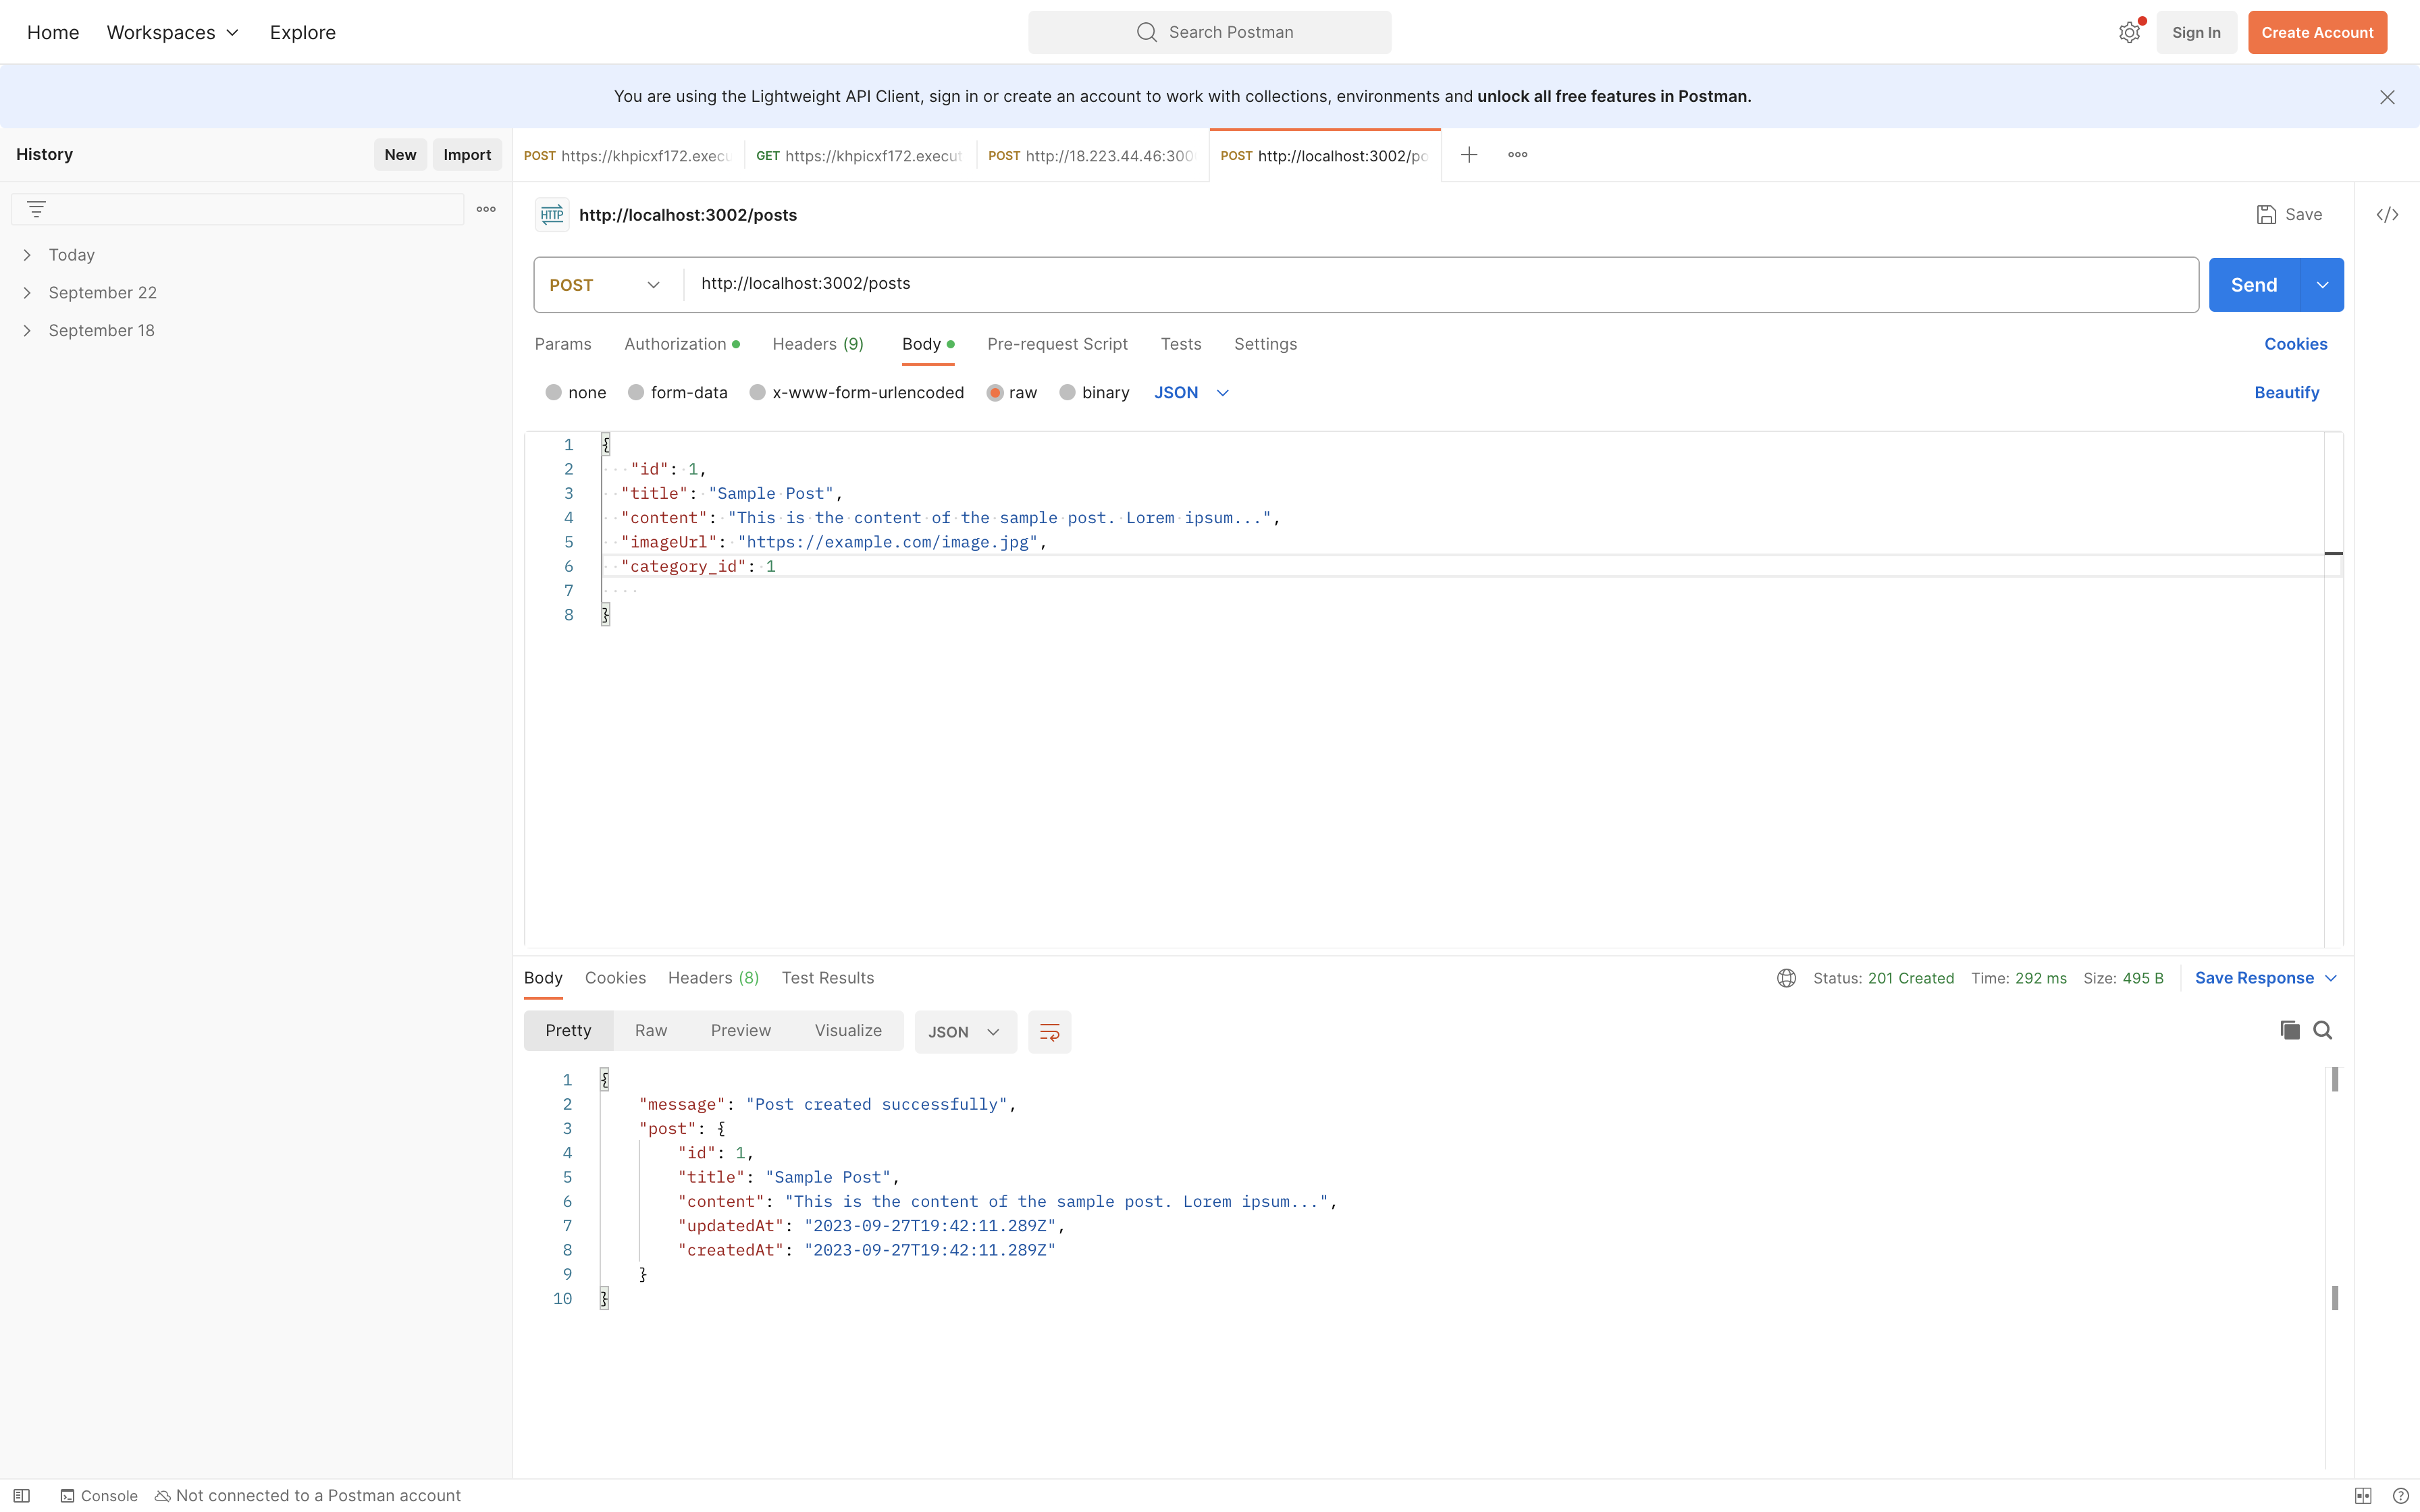 Home Workspaces Explore Search Postman Sign In Create Account
You are using the Lightweight API Client, sign in or create an account to work with collections, environments and unlock all free features in Postman.
History New Import
POST https://khpicxf172.execu GET https://khpicxf172.execut POST http://18.223.44.46:300 POST http://localhost:3002/po
Today
September 22
September 18
HTTP http://localhost:3002/posts Save
POST http://localhost:3002/posts Send
Params Authorization Headers (9) Body Pre-request Script Tests Settings Cookies
none form-data x-www-form-urlencoded raw binary JSON Beautify
1 {
2 "id": 1,
3 "title": "Sample Post",
4 "content": "This is the content of the sample post. Lorem ipsum...",
5 "imageUrl": "https://example.com/image.jpg",
6 "category_id": 1
7
8 }
Body Cookies Headers (8) Test Results Status: 201 Created Time: 292 ms Size: 495 B Save Response
Pretty Raw Preview Visualize JSON
1 {
2 "message": "Post created successfully",
3 "post": {
4 "id": 1,
5 "title": "Sample Post",
6 "content": "This is the content of the sample post. Lorem ipsum...",
7 "updatedAt": "2023-09-27T19:42:11.289Z",
8 "createdAt": "2023-09-27T19:42:11.289Z"
9 }
10 }
Console Not connected to a Postman account